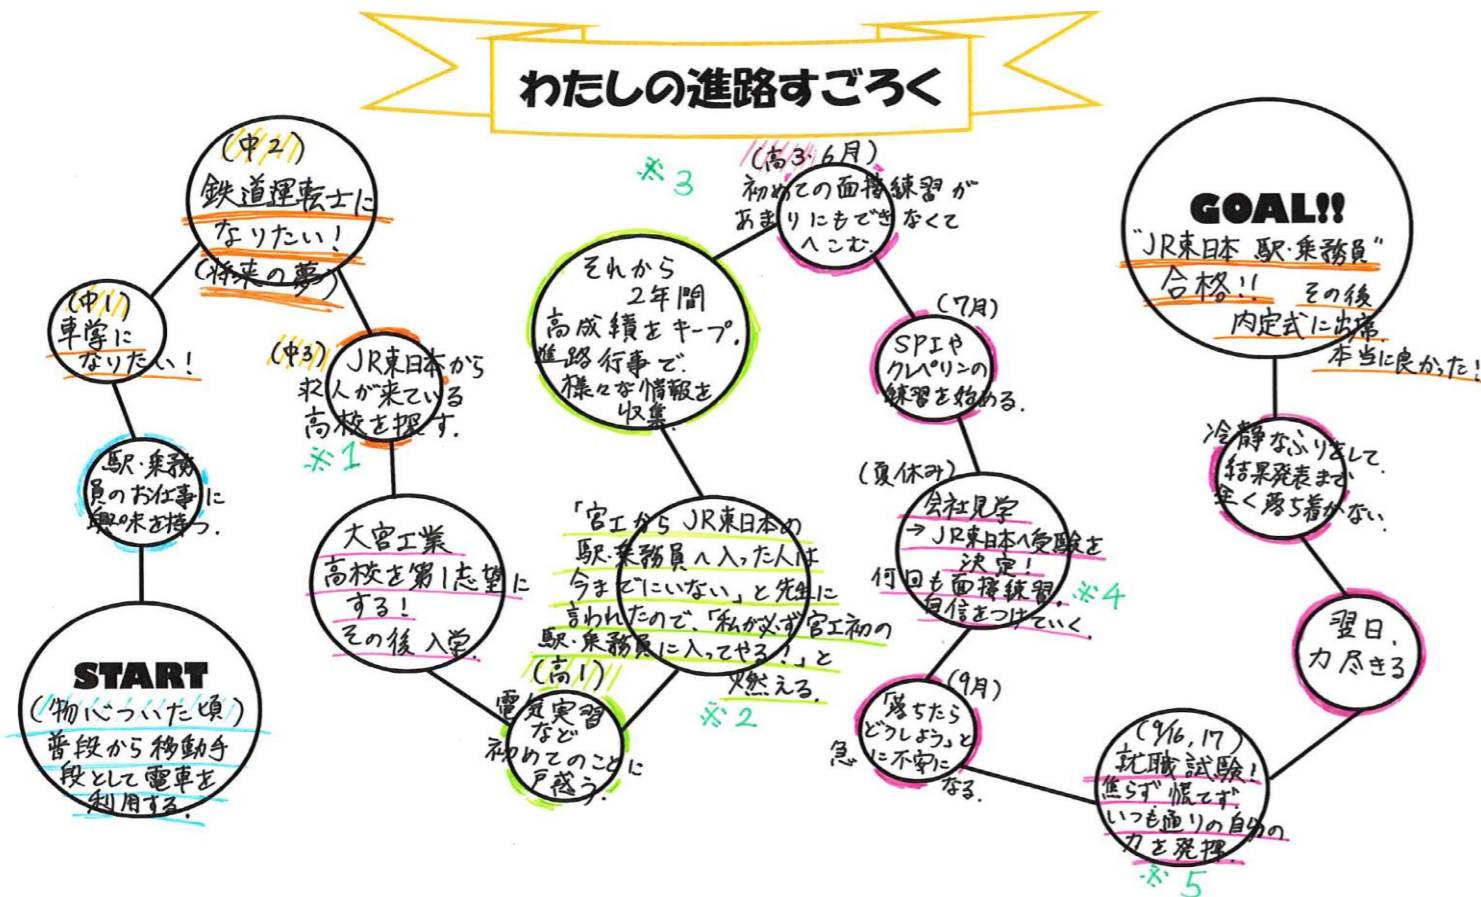 わたしの進路すごろく
START
(物心ついた頃)
普段から移動手
段として電車を
利用する.
駅・乗務
員のお仕事に
興味を持つ.
(中1)
車掌に
なりたい!
(中2)
鉄道運転士に
なりたい!
(将来の夢)
(中3)
JR東日本から
求人が来ている
高校を探す.
※1
大宮工業
高校を第1志望に
する!
その後 入学.
(高1)
電気実習
など
初めてのことに
戸惑う.
「宮工から JR東日本の
駅・乗務員へ入った人は
今までにいない」と先生に
言われたので、「私が必ず宮工初の
駅・乗務員に入ってやる!」と
燃える.
※2
それから
2年間
高成績をキープ.
進路行事で.
様々な情報を
収集.
※3
(高3・6月)
初めての面接練習が
あまりにもできなくて
へこむ.
(7月)
SPIや
クレペリンの
練習を始める.
(夏休み)
会社見学
→JR東日本へ受験を
決定!
何回も面接練習.
自信をつけていく.
※4
(9月)
「落ちたら
どうしよう」と
急に不安に
なる.
(9/16,17)
就職試験!
焦らず.慌てず.
いつも通りの自分の
力を発揮.
※5
翌日,
力尽きる
冷静なふりをして.
結果発表まで
全く落ち着かない.
GOAL!!
"JR東日本 駅・乗務員"
合格!!
その後
内定式に出席.
本当に良かった!